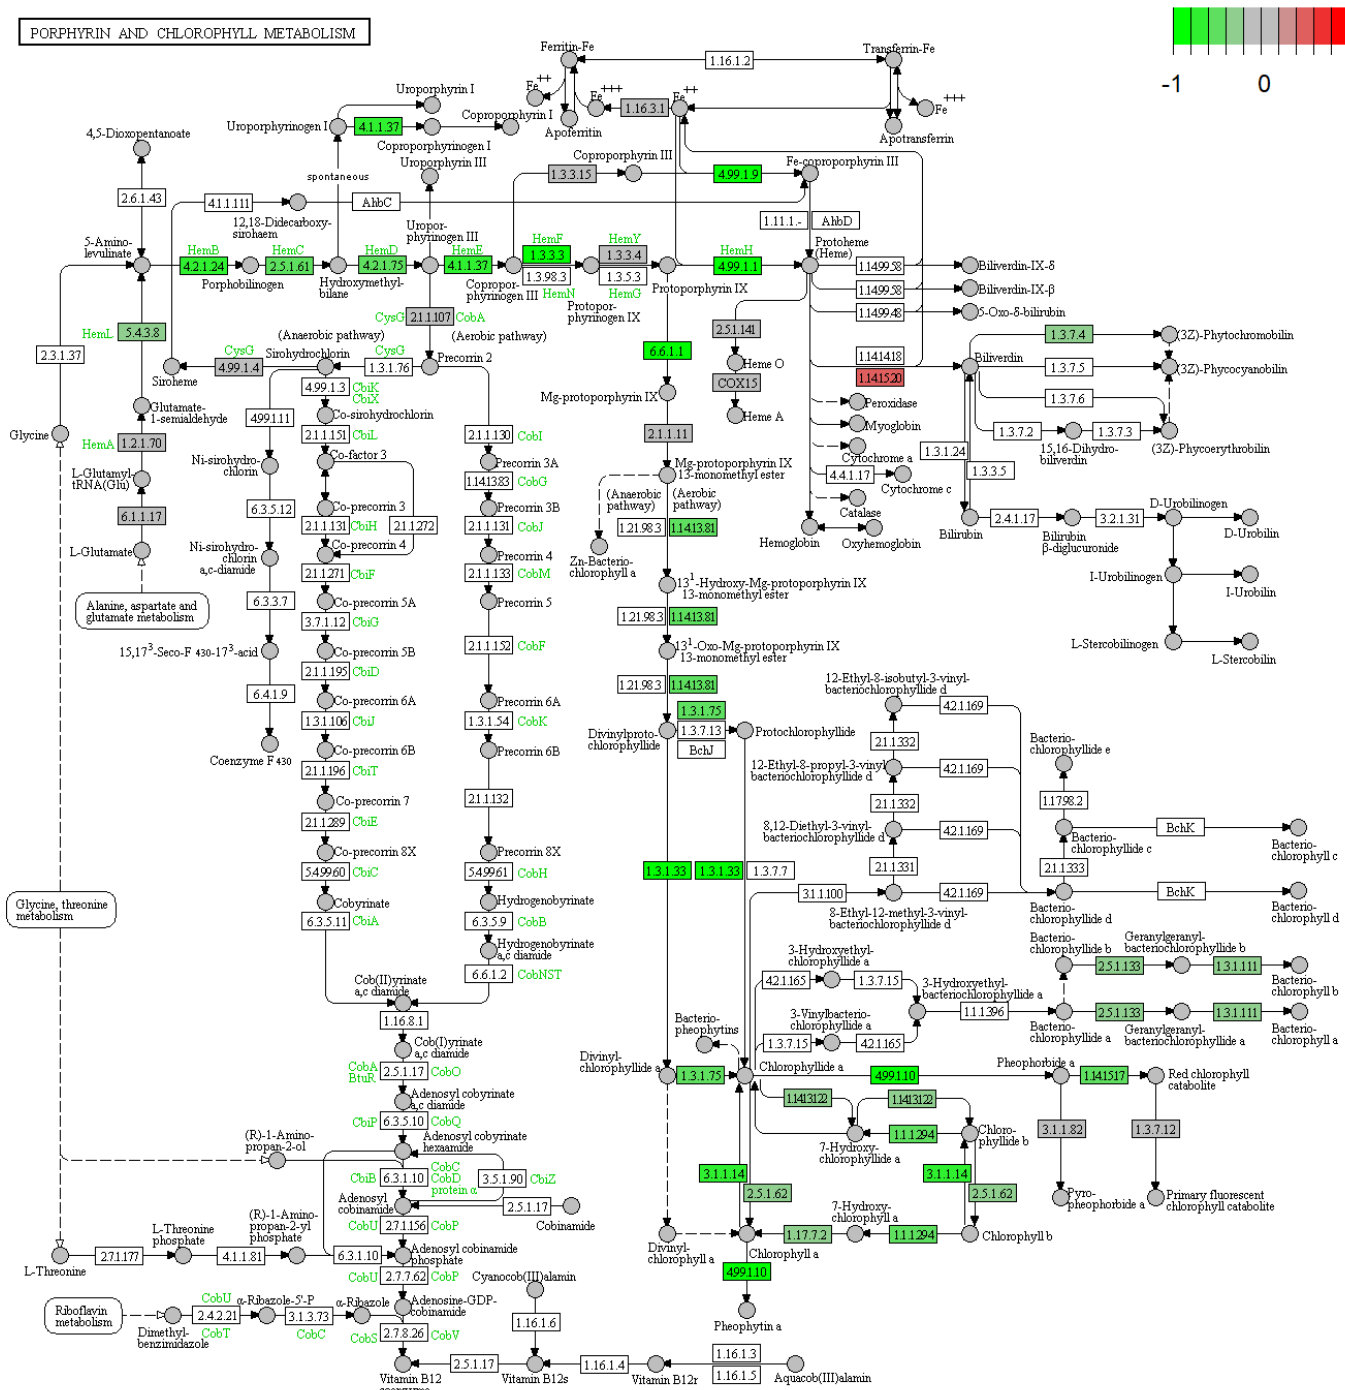 PORPHYRIN AND CHLOROPHYLL METABOLISM
-1
0
Ferritin-Fe
1.16.1.2
Transferrin-Fe
Fe++
Fe+++
1.16.3.1
Fe++
Fe+++
Apoferritin
Apotransferrin
Uroporphyrin I
Uroporphyrinogen I
4.1.1.37
Coproporphyrin I
Coproporphyrinogen I
Uroporphyrin III
4,5-Dioxopentanoate
spontaneous
Coproporphyrin III
1.3.3.15
4.99.1.9
Fe-coproporphyrin III
2.6.1.43
4.1.1.111
AhbC
12,18-Didecarboxy-
sirohaem
1.11.1.-
AhbD
5-Amino-
levulinate
Uropor-
phyrinogen III
Protoheme
(Heme)
HemB
4.2.1.24
HemC
2.5.1.61
HemD
4.2.1.75
HemE
4.1.1.37
HemF
1.3.3.3
1.3.98.3
HemN
HemY
1.3.3.4
1.3.5.3
HemG
HemH
4.99.1.1
Porphobilinogen
Hydroxymethyl-
bilane
Copropor-
phyrinogen III
Protopor-
phyrinogen IX
Protoporphyrin IX
1.14.99.58
Biliverdin-IX-δ
1.14.99.58
Biliverdin-IX-β
1.14.99.48
5-Oxo-δ-bilirubin
CysG
2.1.1.107
CobA
(Anaerobic pathway)
(Aerobic pathway)
HemL
5.4.3.8
2.3.1.37
2.5.1.141
Heme O
COX15
Heme A
6.6.1.1
1.3.7.4
(3Z)-Phytochromobilin
Siroheme
CysG
4.99.1.4
Sirohydrochlorin
CysG
1.3.1.76
Precorrin 2
1.14.14.18
1.14.15.20
Biliverdin
1.3.7.5
(3Z)-Phycocyanobilin
1.3.7.6
1.3.7.2
1.3.7.3
15,16-Dihydro-
biliverdin
(3Z)-Phycoerythrobilin
1.3.1.24
1.3.3.5
Peroxidase
Myoglobin
Cytochrome a
4.4.1.17
Cytochrome c
Catalase
Hemoglobin
Oxyhemoglobin
Bilirubin
2.4.1.17
Bilirubin
β-diglucuronide
3.2.1.31
D-Urobilinogen
D-Urobilin
I-Urobilinogen
I-Urobilin
L-Stercobilinogen
L-Stercobilin
Glycine
Glutamate-
1-semialdehyde
HemA
1.2.1.70
L-Glutamyl-
tRNA(Glu)
6.1.1.17
L-Glutamate
Alanine, aspartate and
glutamate metabolism
4.99.1.3
CbiK
CbiX
4.99.1.11
Co-sirohydrochlorin
2.1.1.151
CbiL
Co-factor 3
Ni-sirohydro-
chlorin
6.3.5.12
Co-precorrin 3
2.1.1.131
CbiH
2.1.1.272
Co-precorrin 4
Ni-sirohydro-
chlorin
a,c-diamide
2.1.1.271
CbiF
6.3.3.7
Co-precorrin 5A
3.7.1.12
CbiG
15,17³-Seco-F 430-17³-acid
Co-precorrin 5B
2.1.1.195
CbiD
6.4.1.9
Co-precorrin 6A
1.3.1.106
CbiJ
Coenzyme F 430
Co-precorrin 6B
2.1.1.196
CbiT
Co-precorrin 7
2.1.1.289
CbiE
Co-precorrin 8X
5.4.99.60
CbiC
Cobyrinate
6.3.5.11
CbiA
2.1.1.130
CobI
Precorrin 3A
1.14.13.83
CobG
Precorrin 3B
2.1.1.131
CobJ
Precorrin 4
2.1.1.133
CobM
Precorrin 5
2.1.1.152
CobF
Precorrin 6A
1.3.1.54
CobK
Precorrin 6B
2.1.1.132
Precorrin 8X
5.4.99.61
CobH
Hydrogenobyrinate
6.3.5.9
CobB
Hydrogenobyrinate
a,c diamide
6.6.1.2
CobNST
Mg-protoporphyrin IX
2.1.1.11
Mg-protoporphyrin IX
13-monomethyl ester
(Anaerobic
pathway)
(Aerobic
pathway)
1.21.98.3
1.14.13.81
Zn-Bacterio-
chlorophyll a
13¹-Hydroxy-Mg-protoporphyrin IX
13-monomethyl ester
1.21.98.3
1.14.13.81
13¹-Oxo-Mg-protoporphyrin IX
13-monomethyl ester
1.21.98.3
1.14.13.81
1.3.1.75
1.3.7.13
BchJ
Divinylproto-
chlorophyllide
Protochlorophyllide
1.3.1.33
1.3.1.33
1.3.7.7
12-Ethyl-8-isobutyl-3-vinyl-
bacteriochlorophyllide d
4.2.1.169
2.1.1.332
12-Ethyl-8-propyl-3-vinyl
bacteriochlorophyllide d
4.2.1.169
2.1.1.332
8,12-Diethyl-3-vinyl-
bacteriochlorophyllide d
4.2.1.169
2.1.1.331
3.1.1.100
4.2.1.169
8-Ethyl-12-methyl-3-vinyl-
bacteriochlorophyllide d
Bacterio-
chlorophyllide e
1.17.98.2
Bacterio-
chlorophyllide c
BchK
Bacterio-
chlorophyll c
2.1.1.333
Bacterio-
chlorophyllide d
BchK
Bacterio-
chlorophyll d
Glycine, threonine
metabolism
3-Hydroxyethyl-
chlorophyllide a
4.2.1.165
1.3.7.15
3-Hydroxyethyl-
bacteriochlorophyllide a
1.1.1.396
3-Vinylbacterio-
chlorophyllide a
1.3.7.15
4.2.1.165
Bacterio-
chlorophyllide b
2.5.1.133
Geranylgeranyl-
bacteriochlorophyllide b
1.3.1.111
Bacterio-
chlorophyll b
Bacterio-
chlorophyllide a
2.5.1.133
Geranylgeranyl-
bacteriochlorophyllide a
1.3.1.111
Bacterio-
chlorophyll a
Cob(II)yrinate
a,c diamide
1.16.8.1
Cob(I)yrinate
a,c diamide
CobA
BtuR
2.5.1.17
CobO
Adenosyl cobyrinate
a,c diamide
CbiP
6.3.5.10
CobQ
Adenosyl cobyrinate
hexaamide
(R)-1-Amino-
propan-2-ol
CbiB
6.3.1.10
CobC
CobD
protein α
3.5.1.90
CbiZ
Adenosyl
cobinamide
2.5.1.17
Cobinamide
CobU
2.7.1.156
CobP
L-Threonine
2.7.1.177
L-Threonine
phosphate
4.1.1.81
(R)-1-Amino-
propan-2-yl
phosphate
6.3.1.10
Adenosyl cobinamide
phosphate
CobU
2.7.7.62
CobP
Riboflavin
metabolism
Dimethyl-
benzimidazole
CobU
2.4.2.21
CobT
α-Ribazole-5'-P
3.1.3.73
CobC
α-Ribazole
Adenosine-GDP-
cobinamide
CobS
2.7.8.26
CobV
Cyanocob(III)alamin
1.16.1.6
Vitamin B12
2.5.1.17
Vitamin B12s
1.16.1.4
Vitamin B12r
1.16.1.3
1.16.1.5
Aquacob(III)alamin
Bacterio-
pheophytins
Divinyl-
chlorophyllide a
1.3.1.75
Chlorophyllide a
4.99.1.10
Pheophorbide a
1.14.15.17
Red chlorophyll
catabolite
1.14.13.122
1.14.13.122
7-Hydroxy-
chlorophyllide a
1.1.1.294
Chloro-
phyllide b
3.1.1.82
1.3.7.12
3.1.1.14
2.5.1.62
3.1.1.14
2.5.1.62
Pyro-
pheophorbide a
Primary fluorescent
chlorophyll catabolite
Divinyl-
chlorophyll a
Chlorophyll a
1.17.7.2
7-Hydroxy-
chlorophyll a
1.1.1.294
Chlorophyll b
4.99.1.10
Pheophytin a